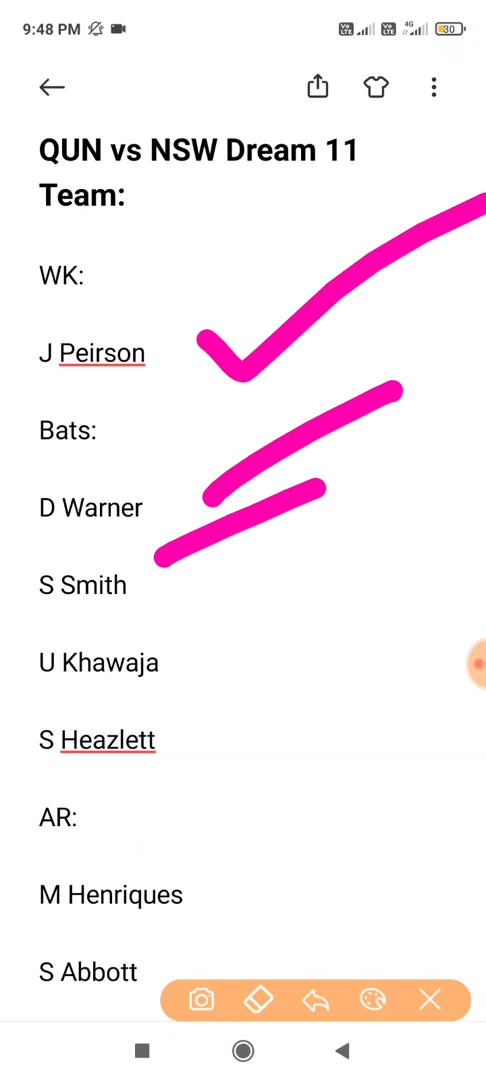 9:48 PM
4G
30
QUN vs NSW Dream 11
Team:
WK:
J Peirson
Bats:
D Warner
S Smith
U Khawaja
S Heazlett
AR:
M Henriques
S Abbott